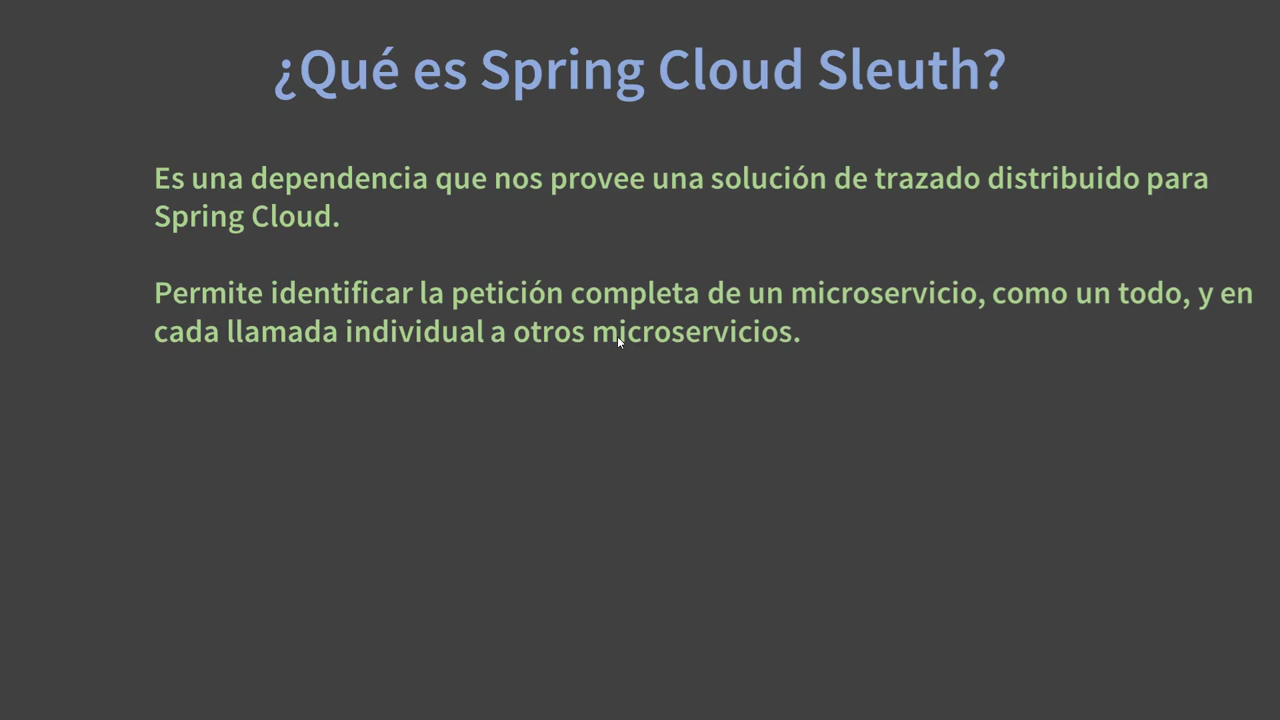 ¿Qué es Spring Cloud Sleuth?
Es una dependencia que nos provee una solución de trazado distribuido para
Spring Cloud.
Permite identificar la petición completa de un microservicio, como un todo, y en
cada llamada individual a otros microservicios.